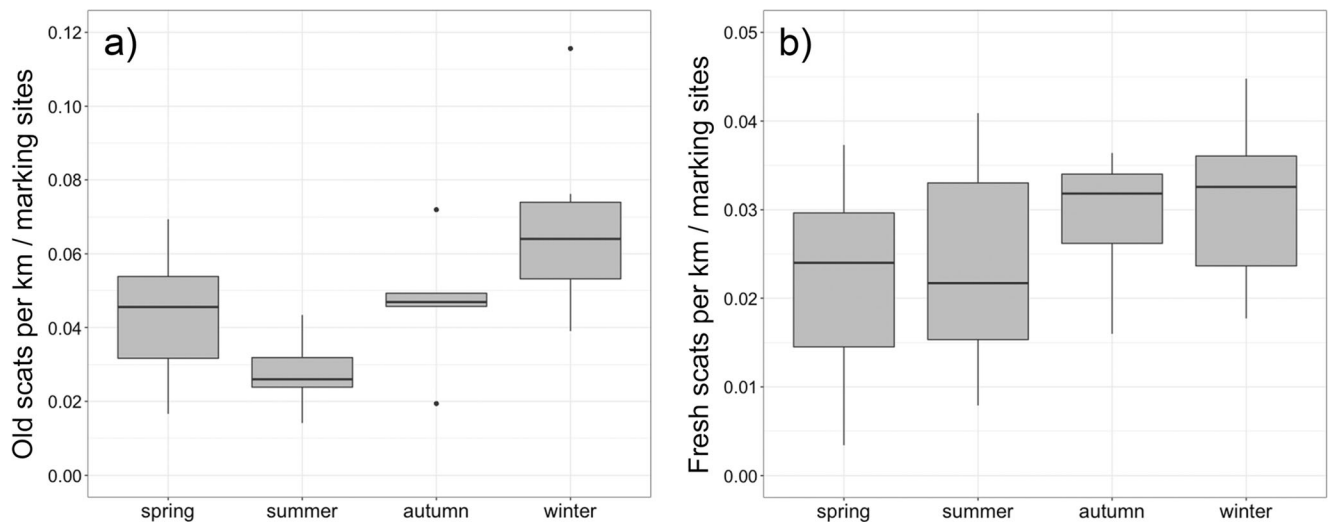 a)
Old scats per km / marking sites
0.12
0.10
0.08
0.06
0.04
0.02
0.00
spring summer autumn winter
b)
Fresh scats per km / marking sites
0.05
0.04
0.03
0.02
0.01
0.00
spring summer autumn winter